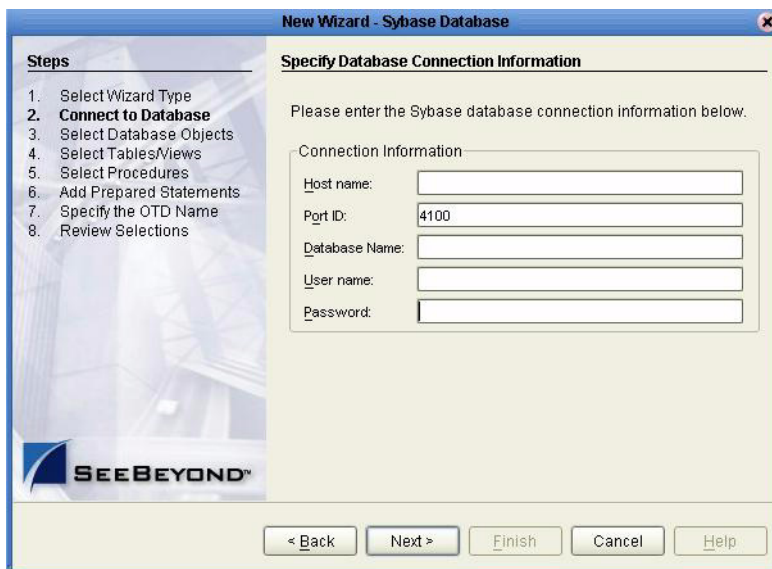 New Wizard - Sybase Database
Steps
1. Select Wizard Type
2. Connect to Database
3. Select Database Objects
4. Select Tables/Views
5. Select Procedures
6. Add Prepared Statements
7. Specify the OTD Name
8. Review Selections
SEEBEYOND™
Specify Database Connection Information
Please enter the Sybase database connection information below.
Connection Information
Host name:
Port ID: 4100
Database Name:
User name:
Password:
< Back Next > Finish Cancel Help